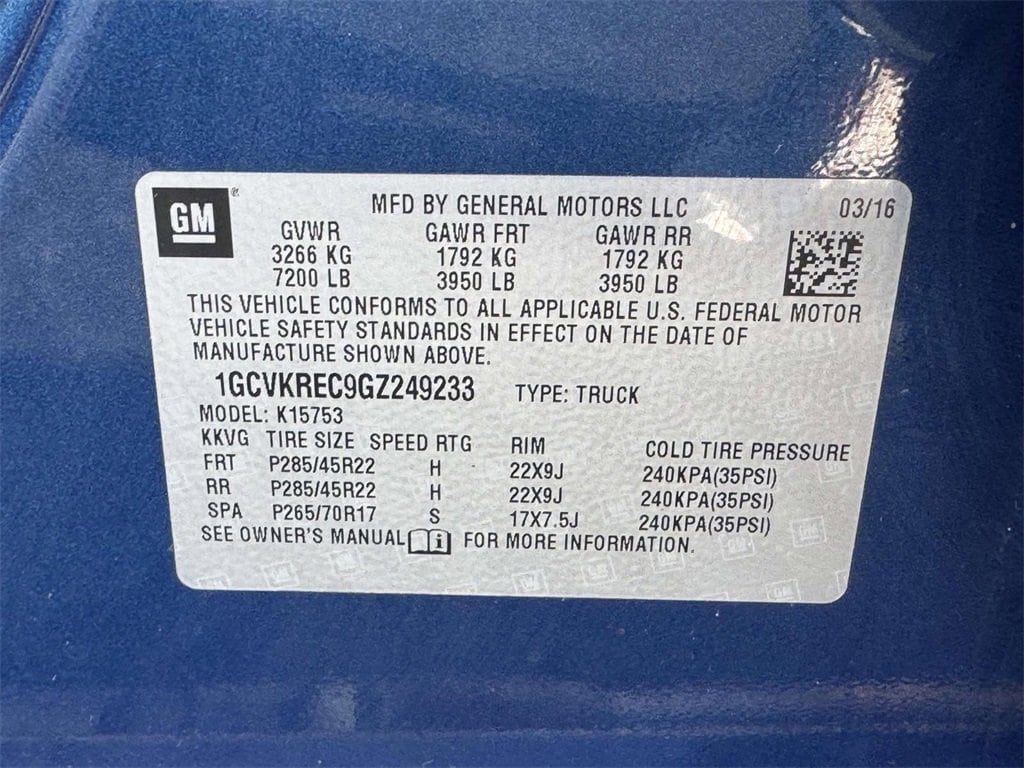 GM
MFD BY GENERAL MOTORS LLC 03/16
GVWR GAWR FRT GAWR RR
3266 KG 1792 KG 1792 KG
7200 LB 3950 LB 3950 LB
THIS VEHICLE CONFORMS TO ALL APPLICABLE U.S. FEDERAL MOTOR
VEHICLE SAFETY STANDARDS IN EFFECT ON THE DATE OF
MANUFACTURE SHOWN ABOVE.
1GCVKREC9GZ249233 TYPE: TRUCK
MODEL: K15753
KKVG TIRE SIZE SPEED RTG RIM COLD TIRE PRESSURE
FRT P285/45R22 H 22X9J 240KPA(35PSI)
RR P285/45R22 H 22X9J 240KPA(35PSI)
SPA P265/70R17 S 17X7.5J 240KPA(35PSI)
SEE OWNER'S MANUAL i FOR MORE INFORMATION.